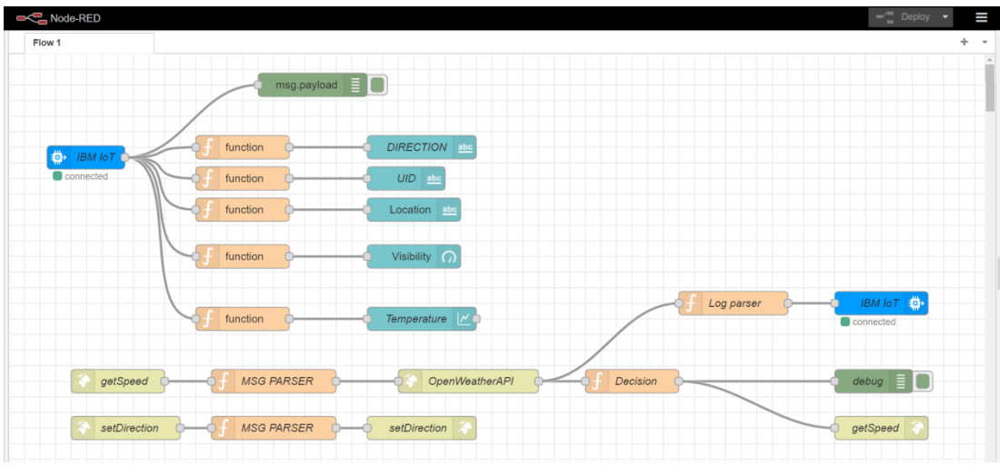 Node-RED
Deploy
Flow 1
msg.payload
IBM IoT
connected
function
DIRECTION
abc
function
UID
abc
function
Location
abc
function
Visibility
function
Temperature
Log parser
IBM IoT
connected
getSpeed
MSG PARSER
OpenWeatherAPI
Decision
debug
setDirection
MSG PARSER
setDirection
getSpeed